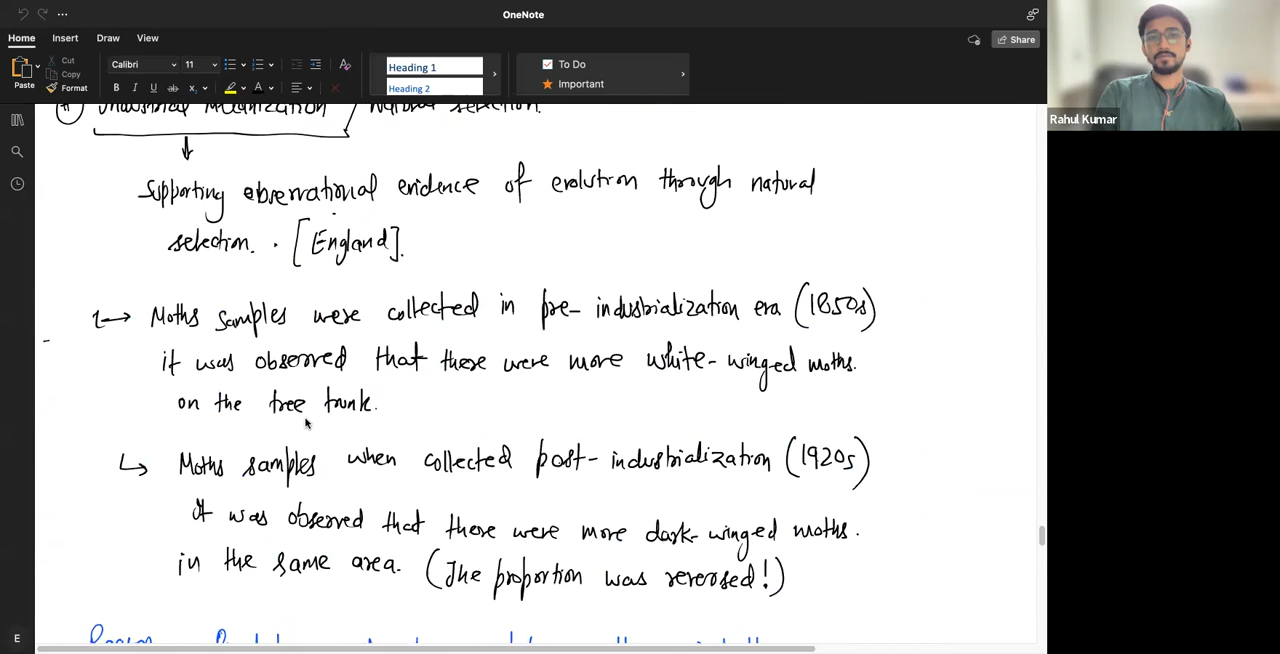 OneNote
Home Insert Draw View
Share
Paste Cut Copy Format
Calibri 11
B I U ab x A
Heading 1
Heading 2
To Do
Important
Rahul Kumar
natural selection.
Supporting observational evidence of evolution through natural
selection. [England].
Moths samples were collected in pre-industrialization era (1850s)
it was observed that there were more white-winged moths.
on the tree trunk.
Moths samples when collected post-industrialization (1920s)
It was observed that there were more dark-winged moths.
in the same area. (The proportion was reversed!)
E